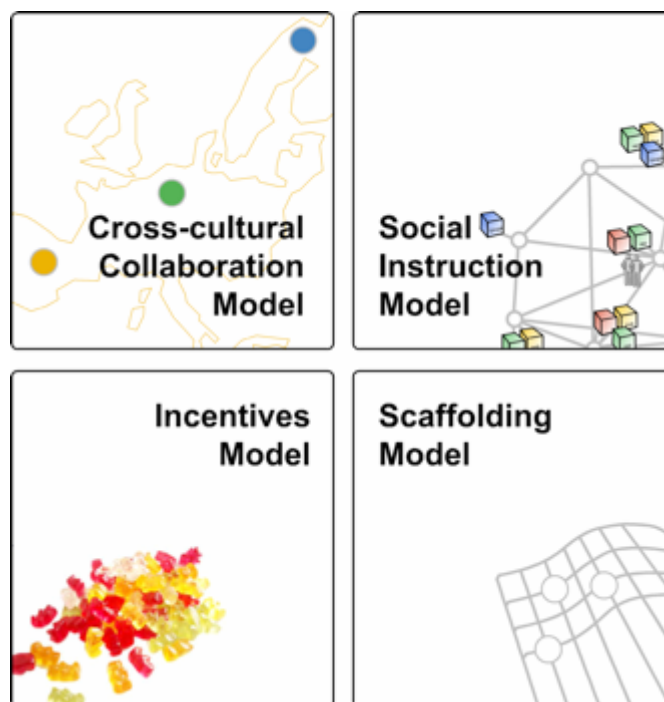 Cross-cultural
Collaboration
Model
Social
Instruction
Model
Incentives
Model
Scaffolding
Model